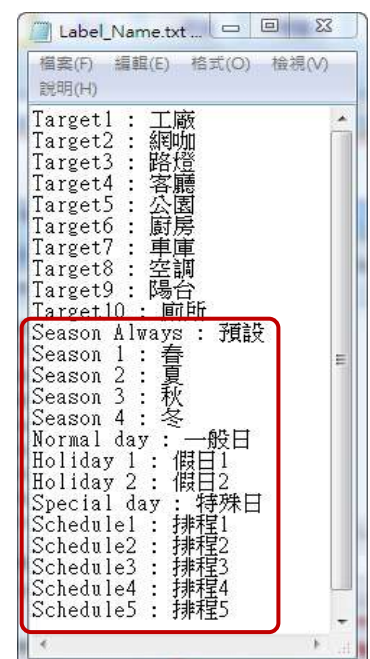 Label_Name.txt ...
檔案(F) 編輯(E) 格式(O) 檢視(V)
說明(H)
Target1 : 工廠
Target2 : 網咖
Target3 : 路燈
Target4 : 客廳
Target5 : 公園
Target6 : 廚房
Target7 : 車庫
Target8 : 空調
Target9 : 陽台
Target10 : 廁所
Season Always : 預設
Season 1 : 春
Season 2 : 夏
Season 3 : 秋
Season 4 : 冬
Normal day : 一般日
Holiday 1 : 假日1
Holiday 2 : 假日2
Special day : 特殊日
Schedule1 : 排程1
Schedule2 : 排程2
Schedule3 : 排程3
Schedule4 : 排程4
Schedule5 : 排程5